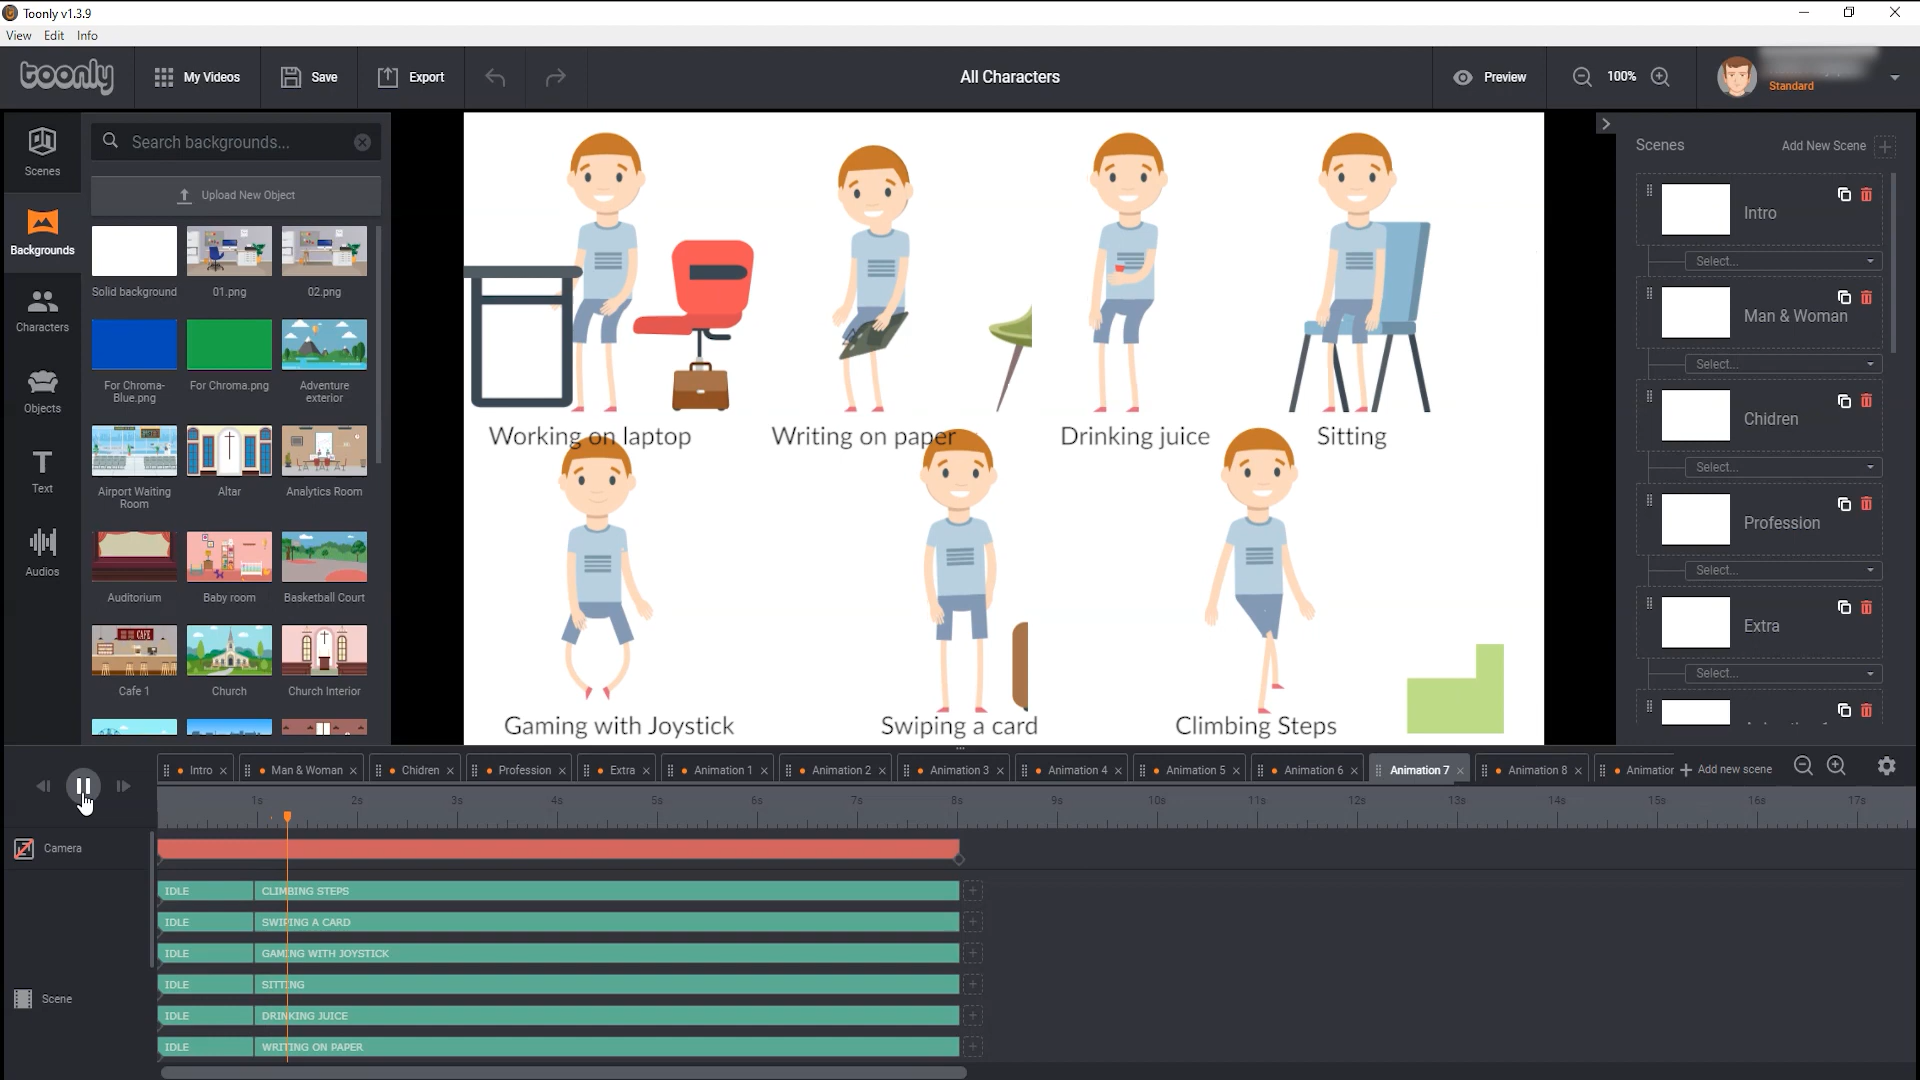 Toonly v1.3.9
View Edit Info
toonly
My Videos
Save
Export
All Characters
Preview
100%
Standard
Scenes
Backgrounds
Characters
Objects
Text
Audios
Search backgrounds...
Upload New Object
Solid background 01.png 02.png
For Chroma- For Chroma.png Adventure
Blue.png exterior
Airport Waiting Altar Analytics Room
Room
CAFE
Auditorium Baby room Basketball Court
Cafe 1 Church Church Interior
Working on laptop Writing on paper Drinking juice Sitting
Gaming with Joystick Swiping a card Climbing Steps
Scenes Add New Scene
Intro
Select...
Man & Woman
Select...
Chidren
Select...
Profession
Select...
Extra
Select...
Intro Man & Woman Chidren Profession Extra Animation 1 Animation 2 Animation 3 Animation 4 Animation 5 Animation 6 Animation 7 Animation 8 Animatior Add new scene
1s 2s 3s 4s 5s 6s 7s 8s 9s 10s 11s 12s 13s 14s 15s 16s 17s
Camera
IDLE CLIMBING STEPS
IDLE SWIPING A CARD
IDLE GAMING WITH JOYSTICK
Scene
IDLE SITTING
IDLE DRINKING JUICE
IDLE WRITING ON PAPER